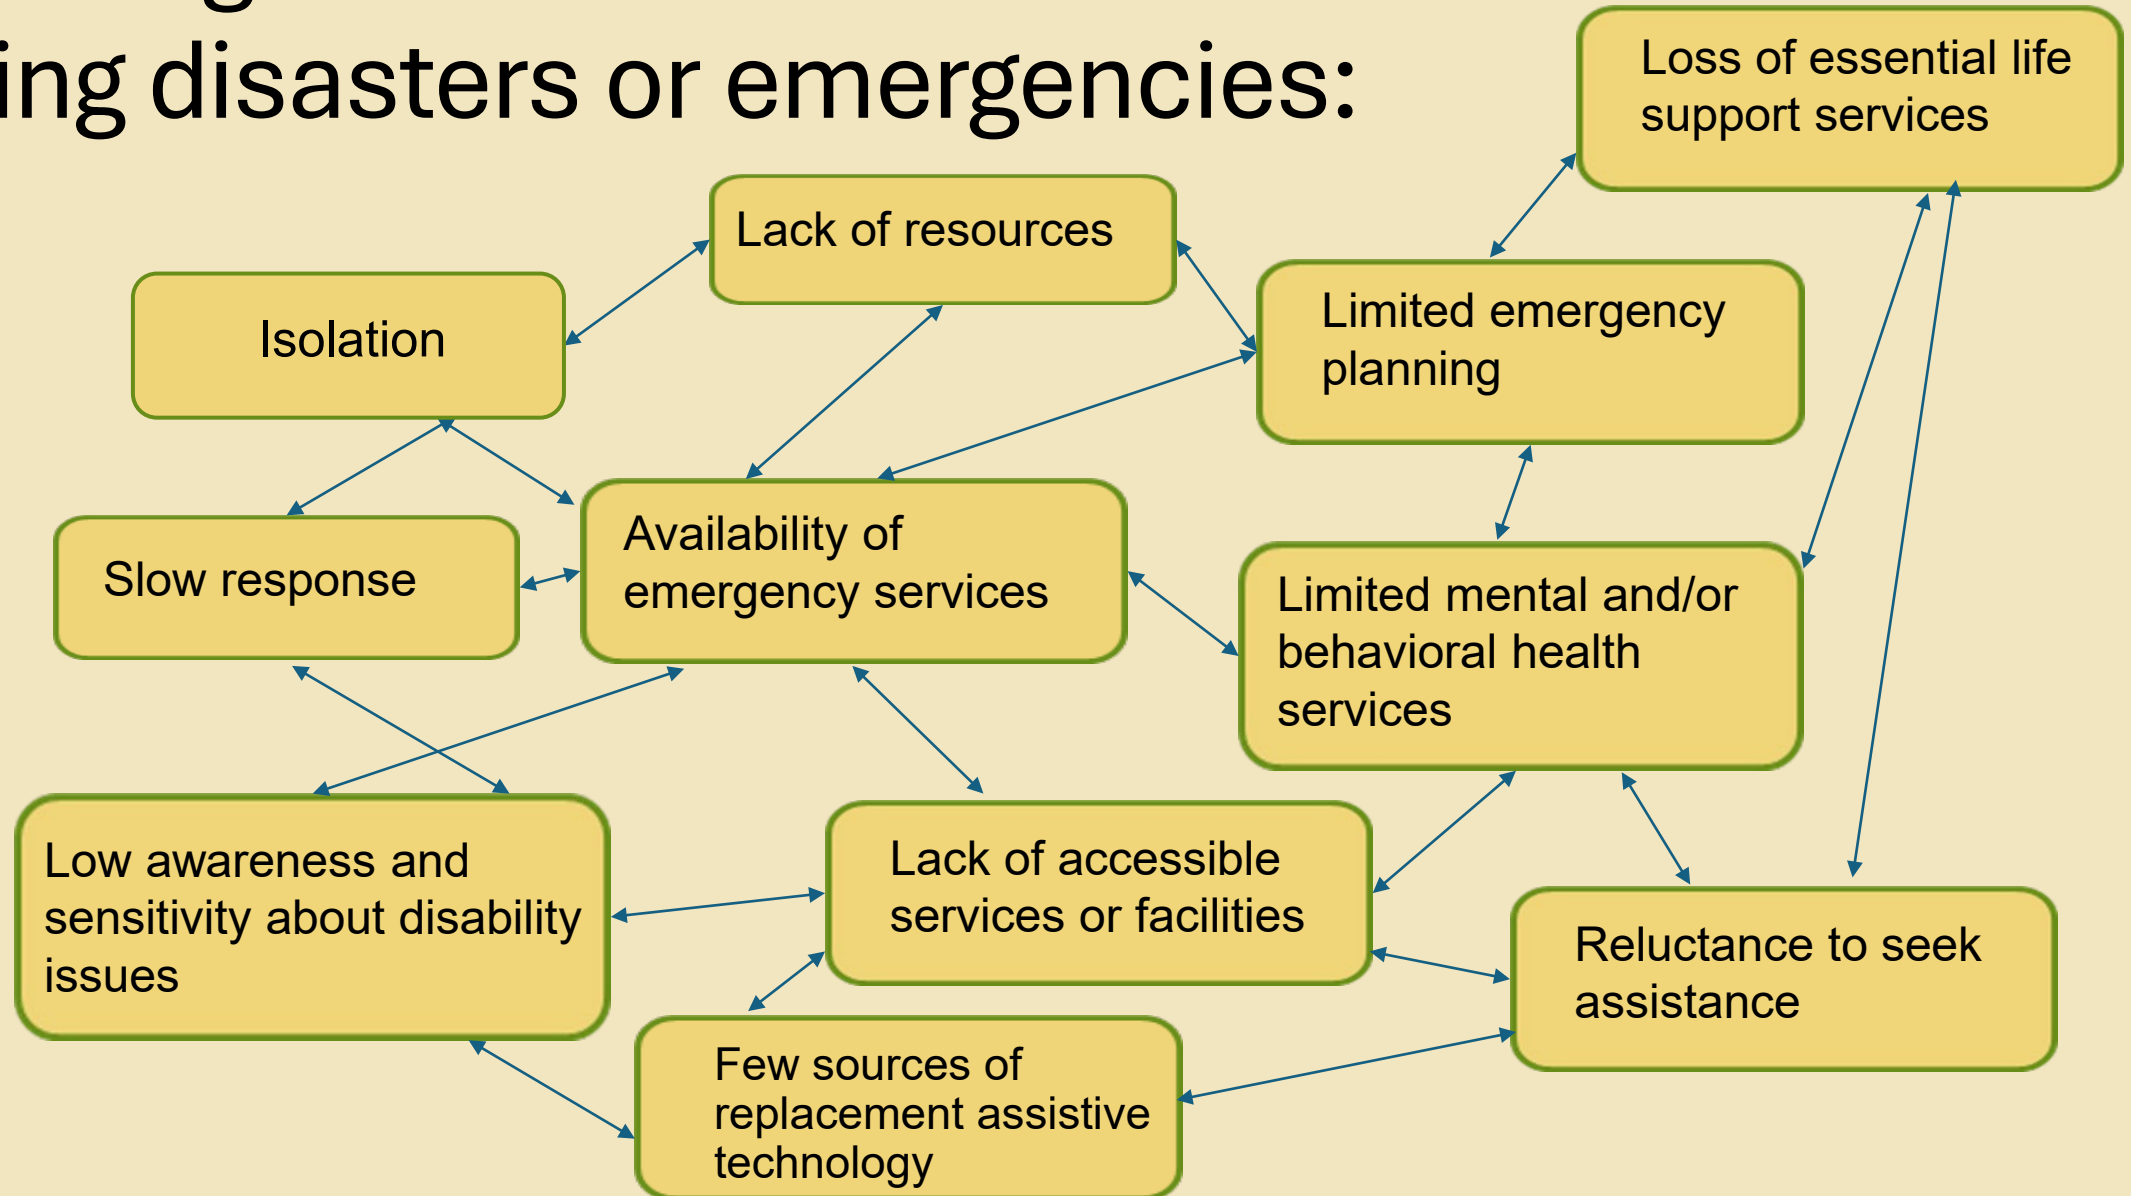 ing disasters or emergencies:
Loss of essential life
support services
Lack of resources
Limited emergency
planning
Isolation
Availability of
emergency services
Slow response
Limited mental and/or
behavioral health
services
Low awareness and
sensitivity about disability
issues
Lack of accessible
services or facilities
Reluctance to seek
assistance
Few sources of
replacement assistive
technology